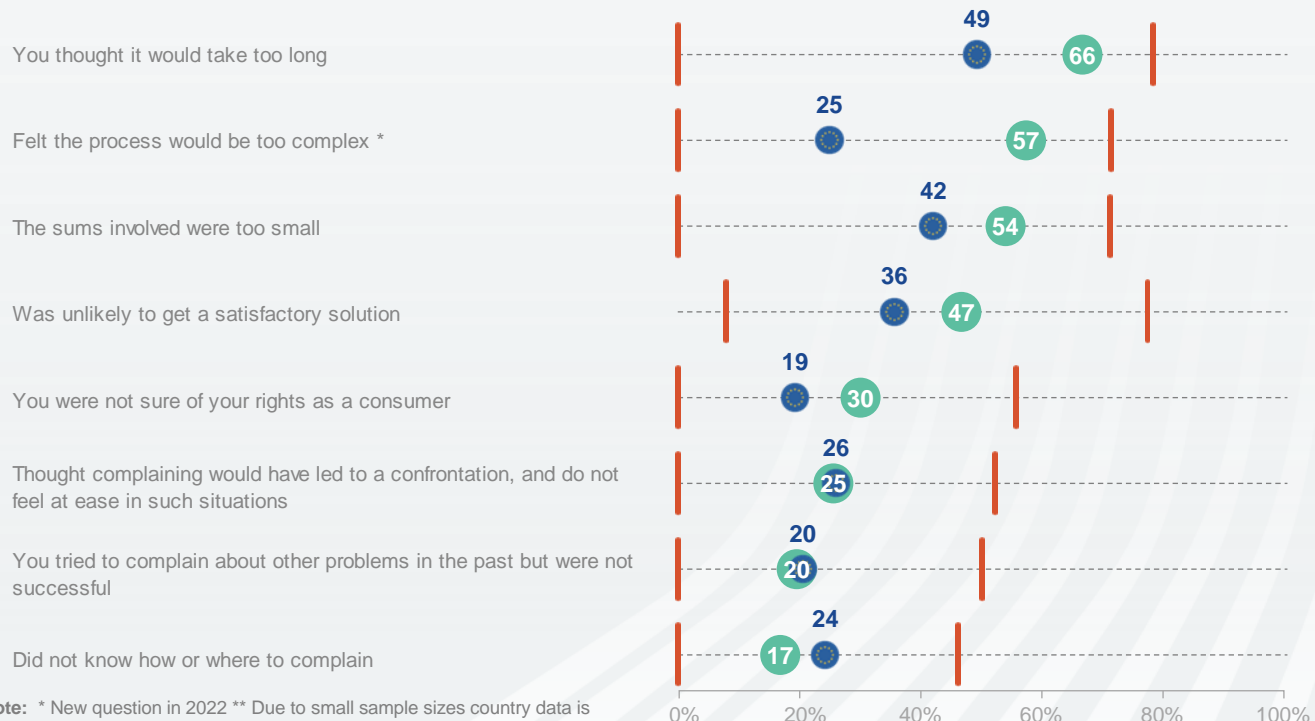 49
You thought it would take too long
66
25
Felt the process would be too complex *
57
42
The sums involved were too small
54
36
Was unlikely to get a satisfactory solution
47
19
You were not sure of your rights as a consumer
30
26
Thought complaining would have led to a confrontation, and do not
feel at ease in such situations
25
20
You tried to complain about other problems in the past but were not
successful
20
24
Did not know how or where to complain
17
ote: * New question in 2022 ** Due to small sample sizes country data is
0% 20% 40% 60% 80% 100%